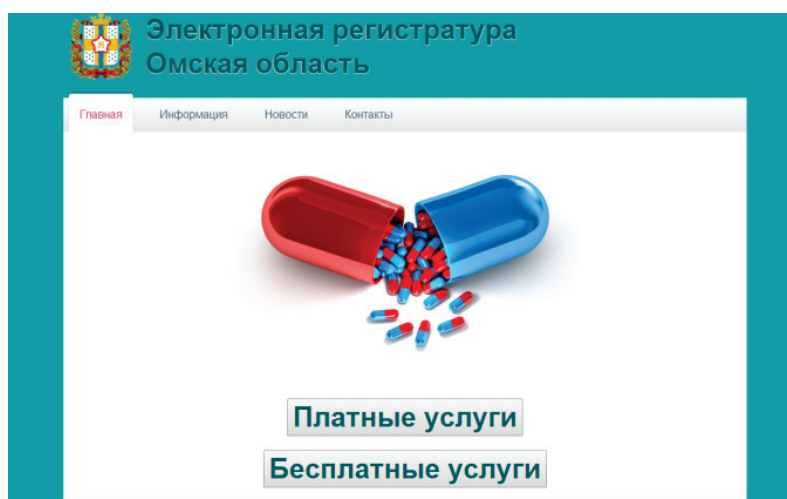 Электронная регистратура
Омская область
Главная Информация Новости Контакты
Платные услуги
Бесплатные услуги